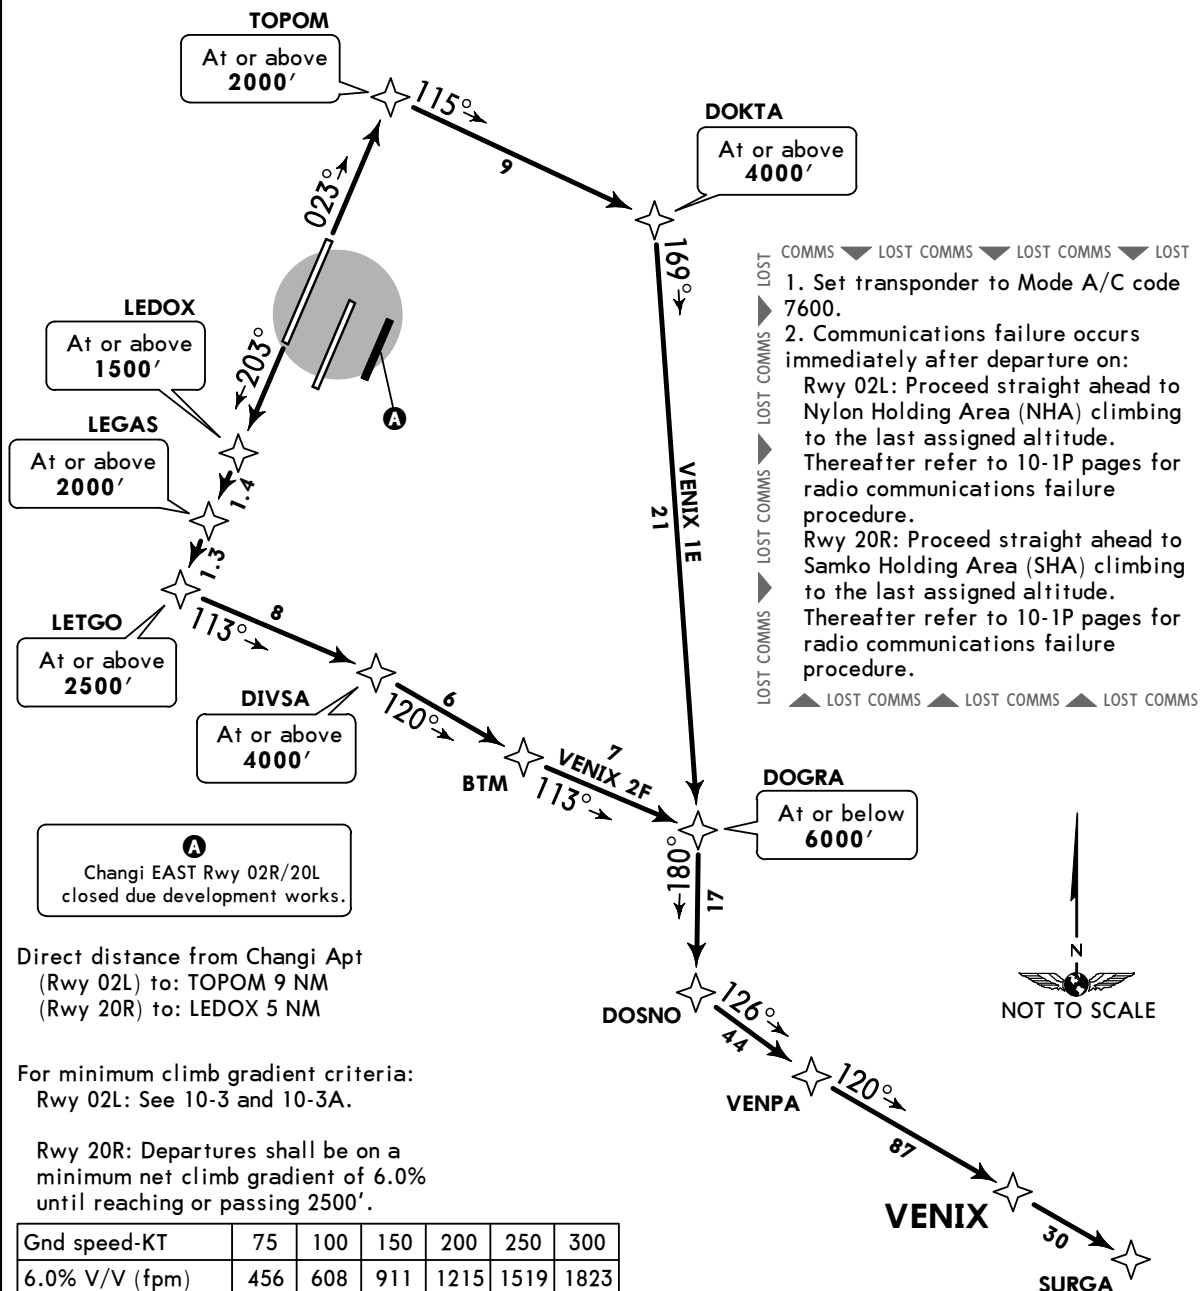 TOPOM
At or above
2000'
115°
9
DOKTA
At or above
4000'
023°
169°
LEDOX
At or above
1500'
203°
A
LEGAS
At or above
2000'
1.4
1.3
LETGO
At or above
2500'
113°
8
DIVSA
At or above
4000'
120°
6
BTM
7
VENIX 2F
113°
VENIX 1E
21
DOGRA
At or below
6000'
180°
17
DOSNO
126°
44
VENPA
120°
87
VENIX
30
SURGA
COMMS LOST COMMS LOST COMMS LOST
LOST COMMS LOST COMMS LOST COMMS LOST
1. Set transponder to Mode A/C code
7600.
2. Communications failure occurs
immediately after departure on:
Rwy 02L: Proceed straight ahead to
Nylon Holding Area (NHA) climbing
to the last assigned altitude.
Thereafter refer to 10-1P pages for
radio communications failure
procedure.
Rwy 20R: Proceed straight ahead to
Samko Holding Area (SHA) climbing
to the last assigned altitude.
Thereafter refer to 10-1P pages for
radio communications failure
procedure.
LOST COMMS LOST COMMS LOST COMMS
A
Changi EAST Rwy 02R/20L
closed due development works.
Direct distance from Changi Apt
(Rwy 02L) to: TOPOM 9 NM
(Rwy 20R) to: LEDOX 5 NM
N
NOT TO SCALE
For minimum climb gradient criteria:
Rwy 02L: See 10-3 and 10-3A.
Rwy 20R: Departures shall be on a
minimum net climb gradient of 6.0%
until reaching or passing 2500'.
Gnd speed-KT 75 100 150 200 250 300
6.0% V/V (fpm) 456 608 911 1215 1519 1823